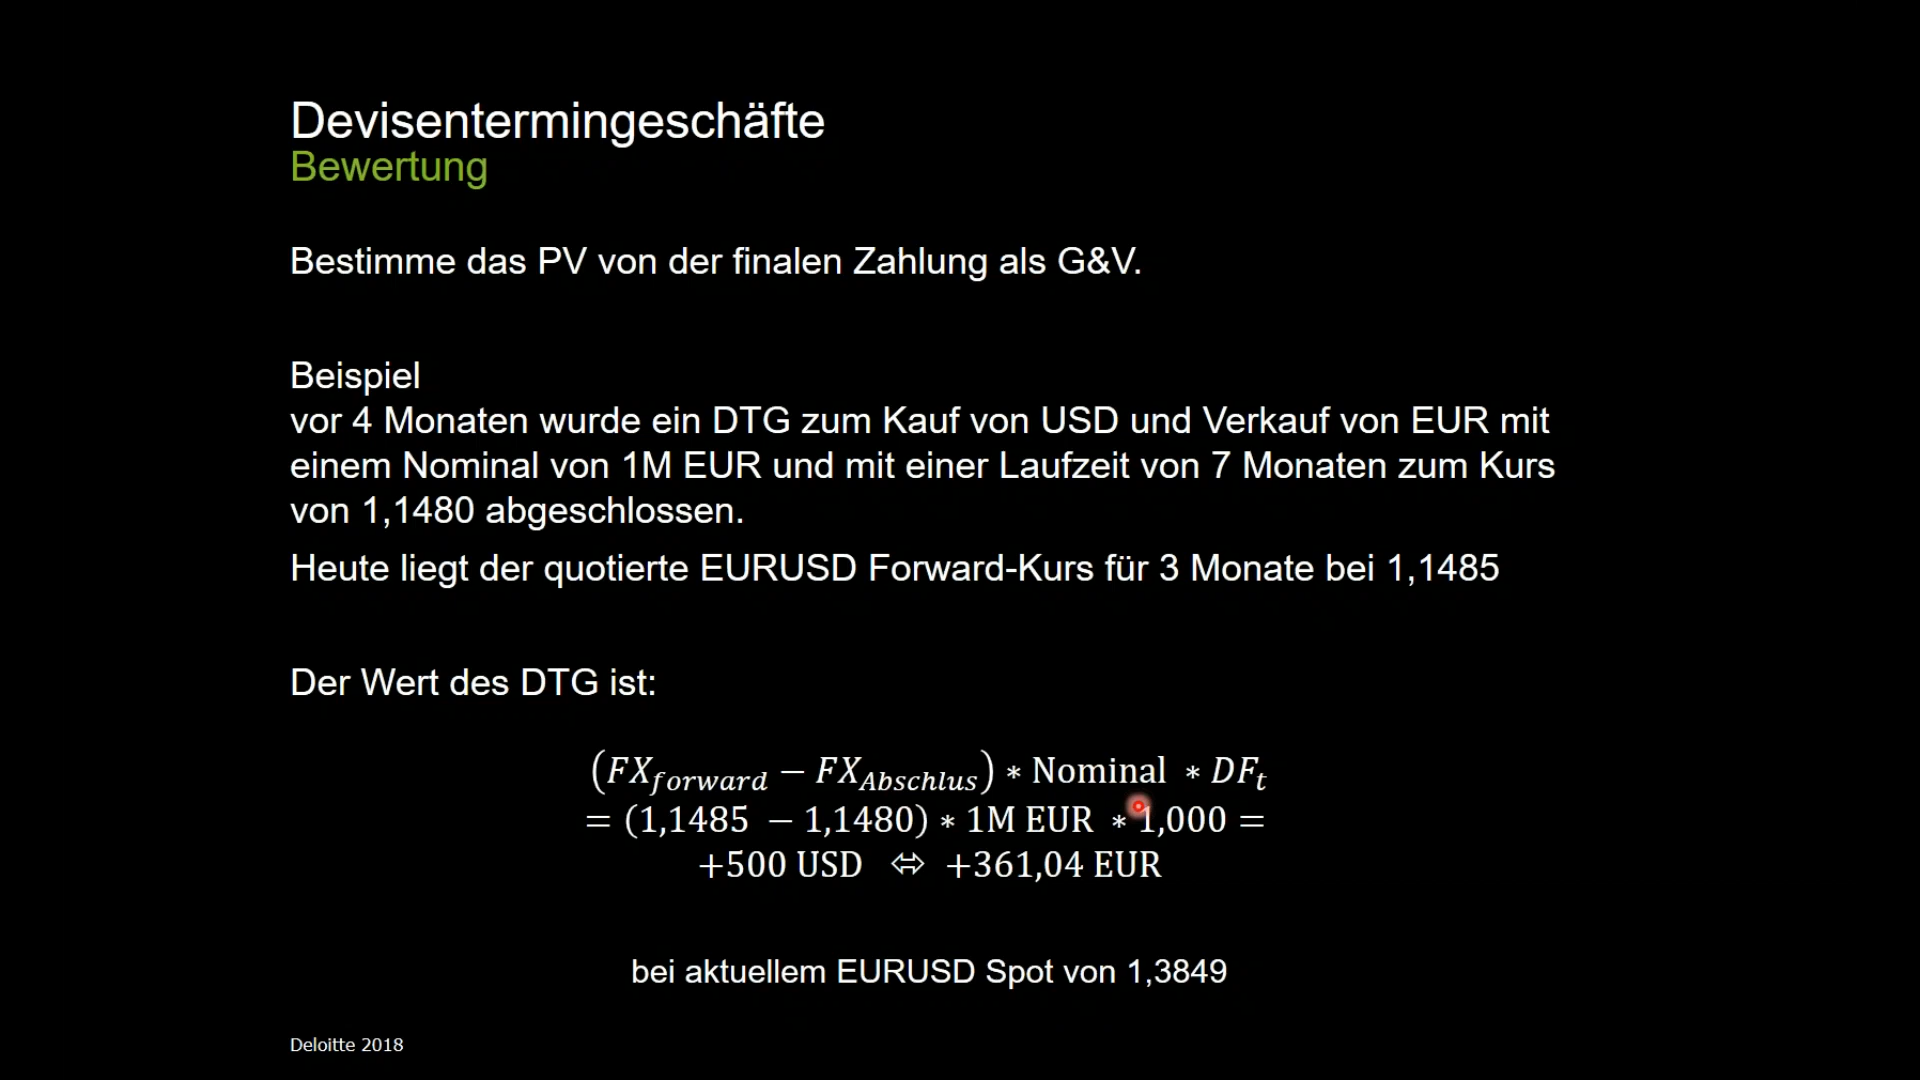 Devisentermingeschäfte
Bewertung
Bestimme das PV von der finalen Zahlung als G&V.
Beispiel
vor 4 Monaten wurde ein DTG zum Kauf von USD und Verkauf von EUR mit
einem Nominal von 1M EUR und mit einer Laufzeit von 7 Monaten zum Kurs
von 1,1480 abgeschlossen.
Heute liegt der quotierte EURUSD Forward-Kurs für 3 Monate bei 1,1485
Der Wert des DTG ist:
(FX_forward − FX_Abschlus) ∗ Nominal ∗ DF_t
= (1,1485 − 1,1480) ∗ 1M EUR ∗ 1,000 =
+500 USD ⇔ +361,04 EUR
bei aktuellem EURUSD Spot von 1,3849
Deloitte 2018